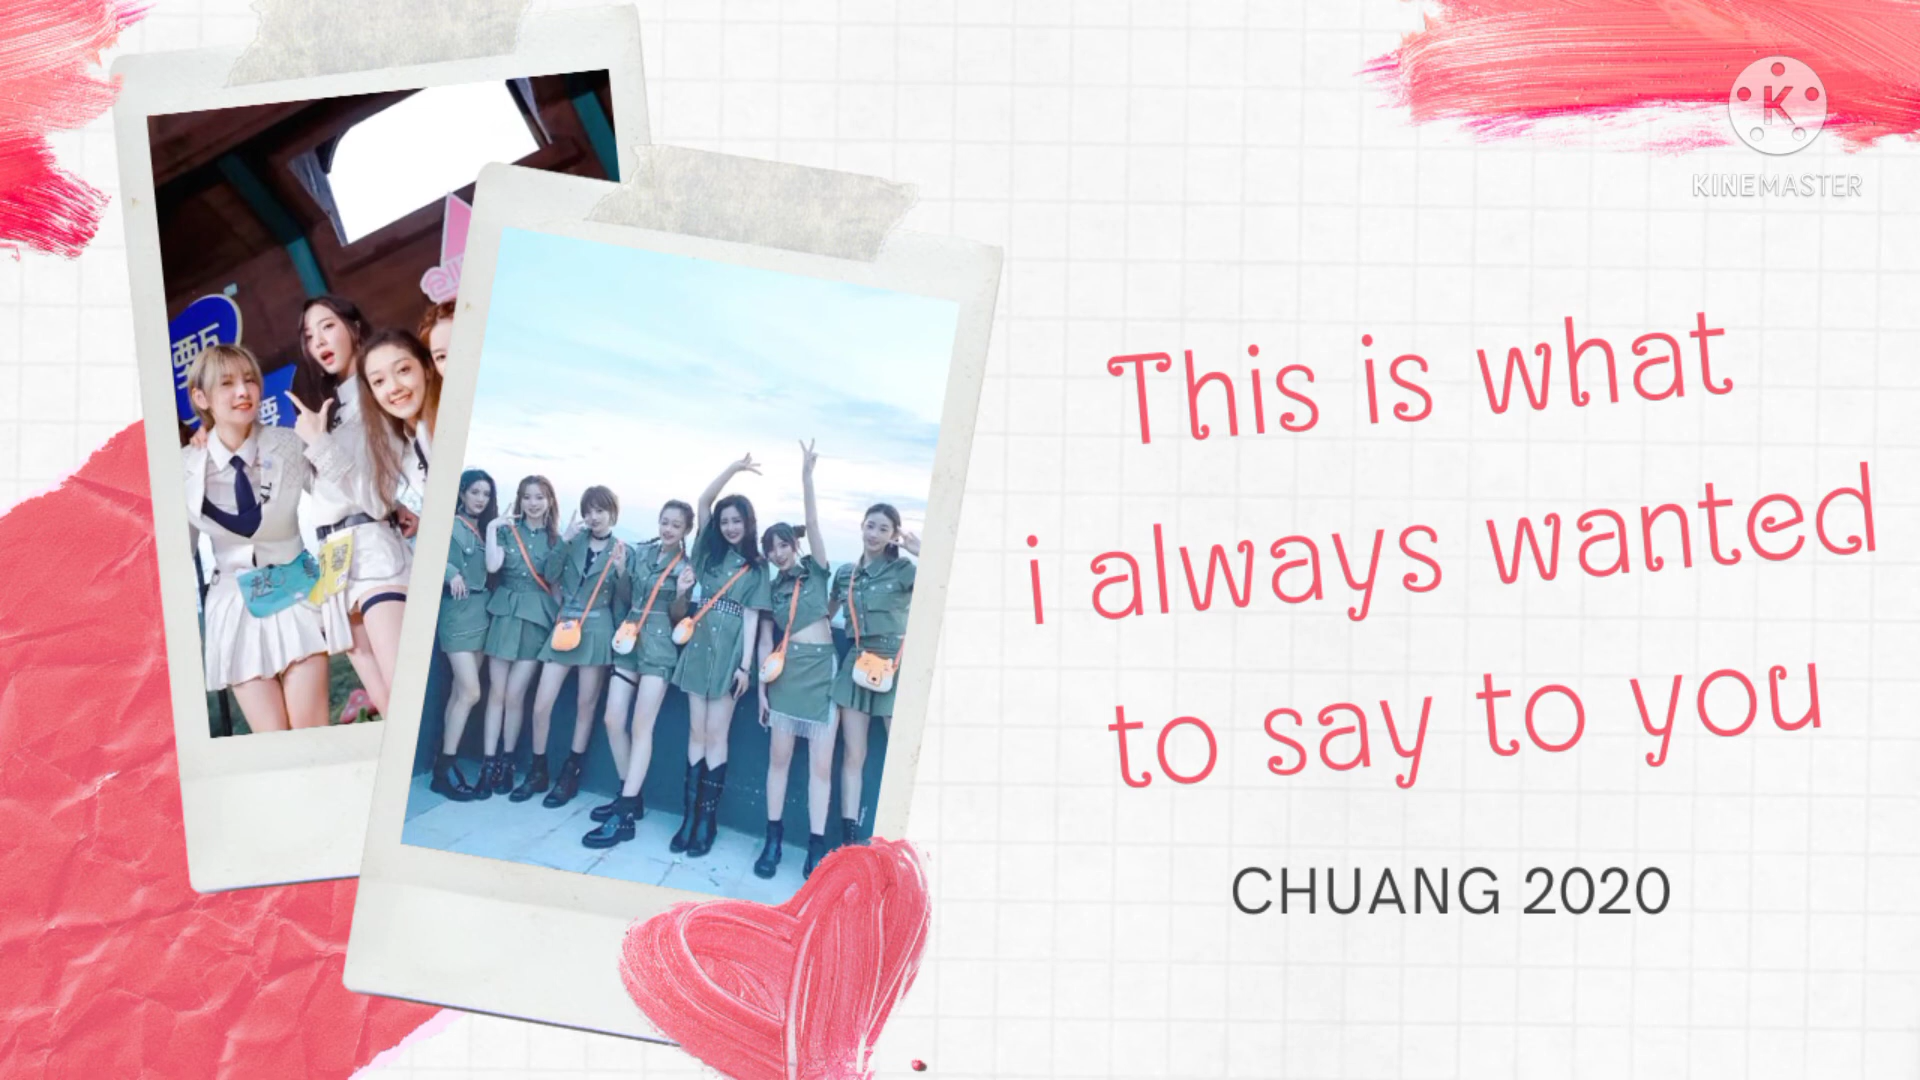 KINEMASTER
This is what
i always wanted
to say to you
CHUANG 2020